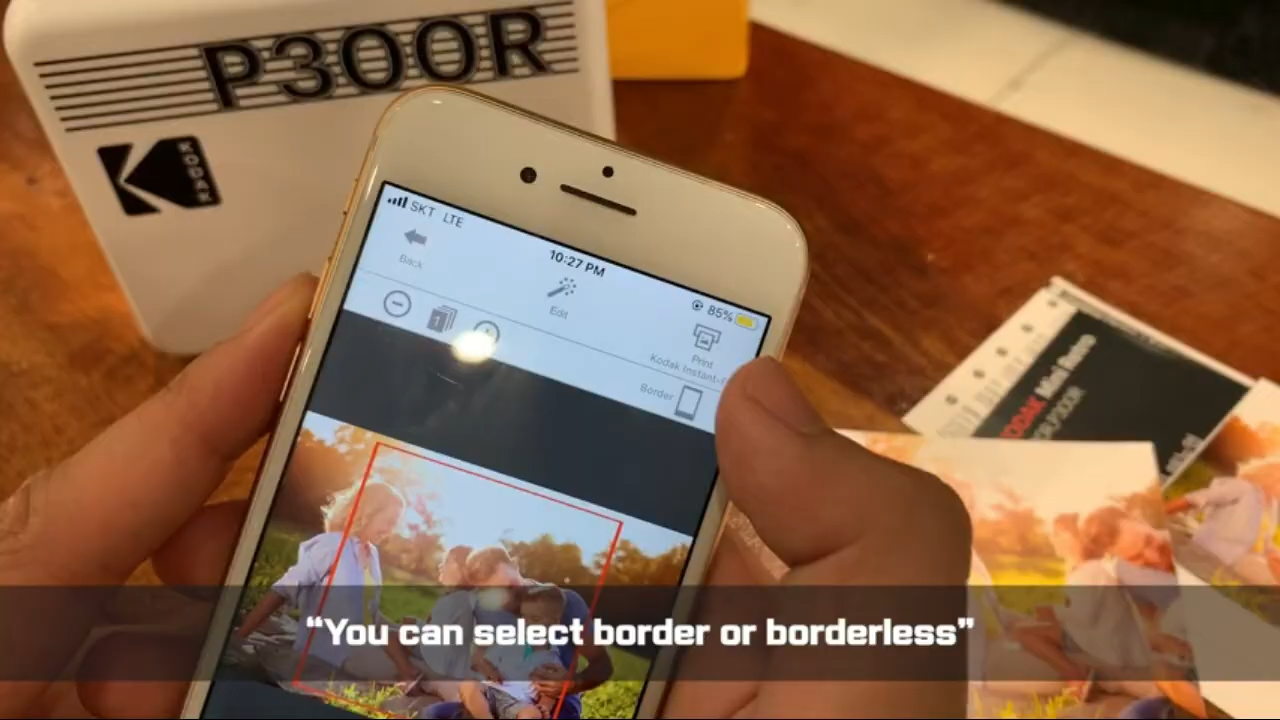 P300R
KODAK
SKT LTE
10:27 PM
85%
Back
Edit
Print
Kodak Instant-
1
Border
KODAK Mini Retro
"You can select border or borderless"